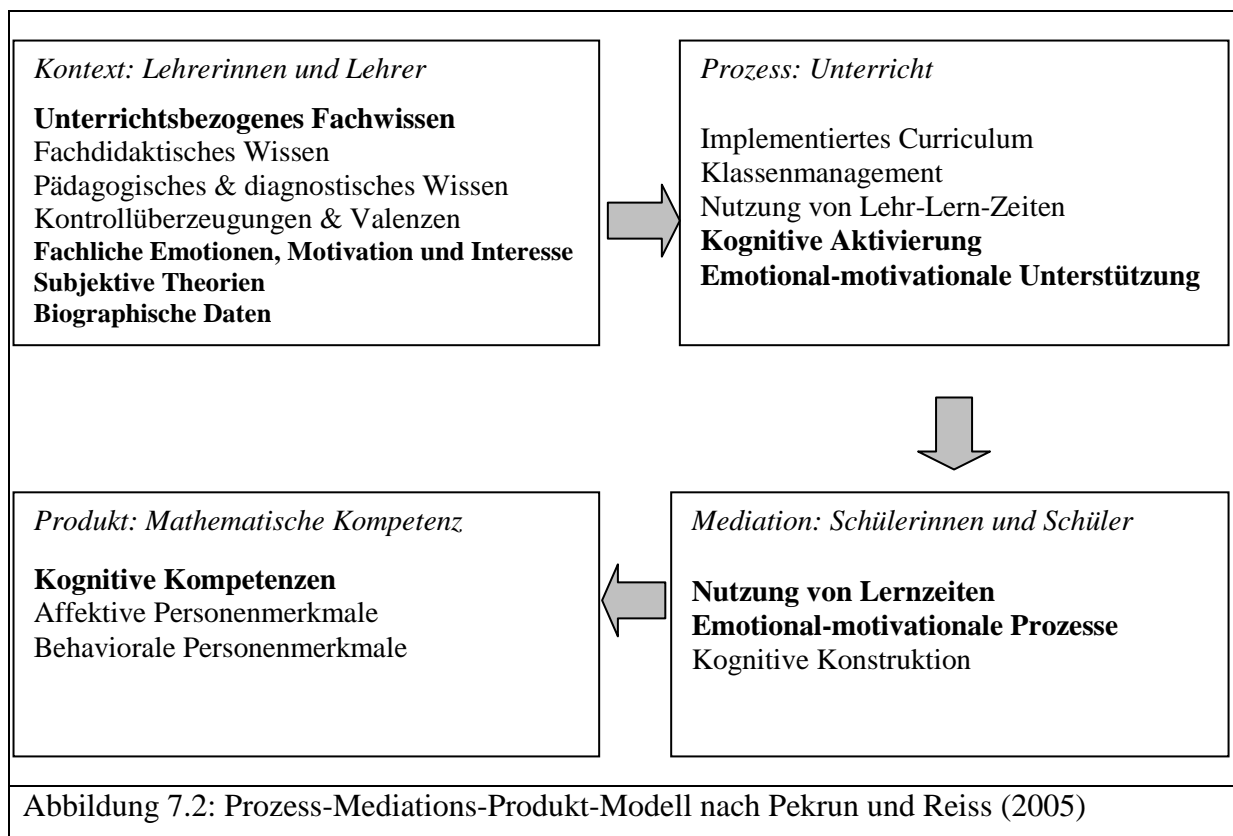 Kontext: Lehrerinnen und Lehrer
Unterrichtsbezogenes Fachwissen
Fachdidaktisches Wissen
Pädagogisches & diagnostisches Wissen
Kontrollüberzeugungen & Valenzen
Fachliche Emotionen, Motivation und Interesse
Subjektive Theorien
Biographische Daten
Prozess: Unterricht
Implementiertes Curriculum
Klassenmanagement
Nutzung von Lehr-Lern-Zeiten
Kognitive Aktivierung
Emotional-motivationale Unterstützung
Produkt: Mathematische Kompetenz
Kognitive Kompetenzen
Affektive Personenmerkmale
Behaviorale Personenmerkmale
Mediation: Schülerinnen und Schüler
Nutzung von Lernzeiten
Emotional-motivationale Prozesse
Kognitive Konstruktion
Abbildung 7.2: Prozess-Mediations-Produkt-Modell nach Pekrun und Reiss (2005)